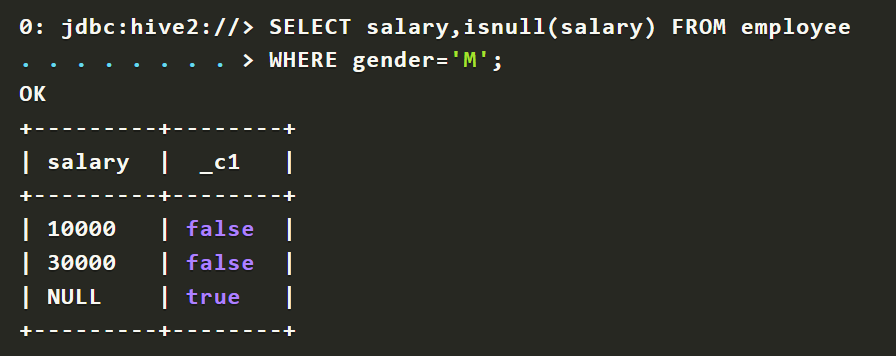 0: jdbc:hive2://> SELECT salary,isnull(salary) FROM employee
. . . . . . . . > WHERE gender='M';
OK
+---------+--------+
| salary  |  _c1   |
+---------+--------+
| 10000   | false  |
| 30000   | false  |
| NULL    | true   |
+---------+--------+